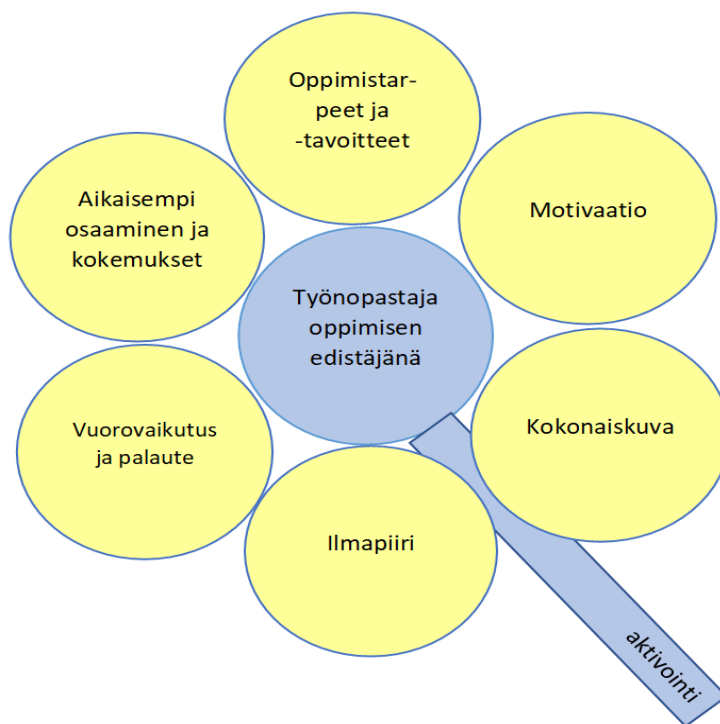 Oppimistar-
peet ja
-tavoitteet
Motivaatio
Aikaisempi
osaaminen ja
kokemukset
Työnopastaja
oppimisen
edistäjänä
Kokonaiskuva
Vuorovaikutus
ja palaute
Ilmapiiri
aktivointi